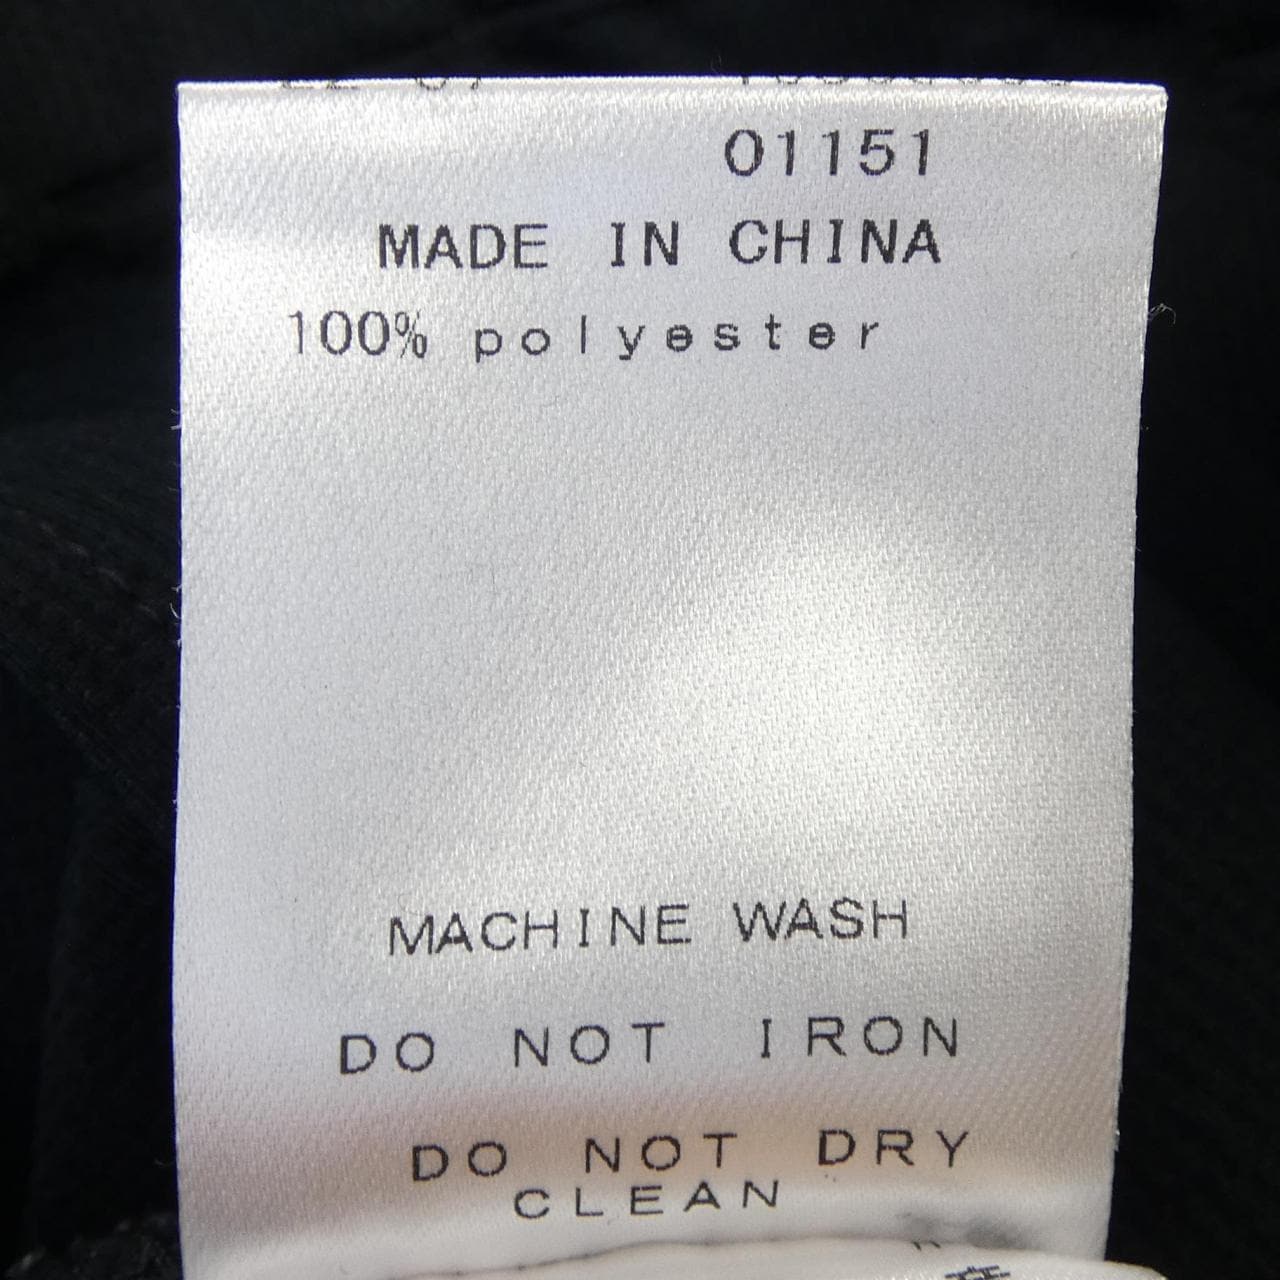 01151
MADE IN CHINA
100% polyester
MACHINE WASH
DO NOT IRON
DO NOT DRY
CLEAN